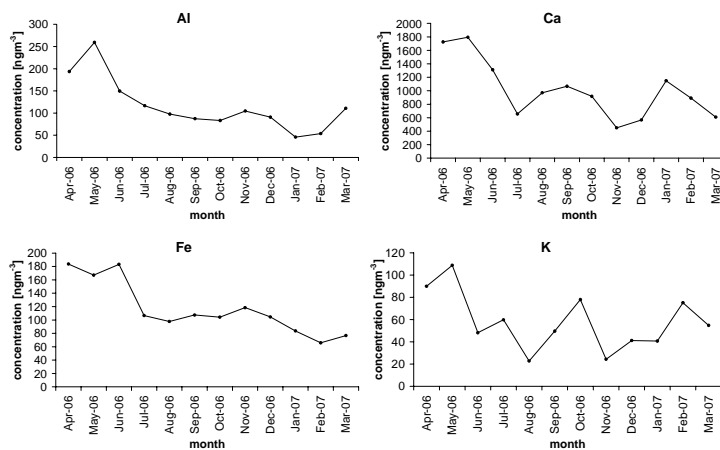 Al
concentration [ngm-3]
300
250
200
150
100
50
0
Apr-06
May-06
Jun-06
Jul-06
Aug-06
Sep-06
Oct-06
Nov-06
Dec-06
Jan-07
Feb-07
Mar-07
month
Ca
concentration [ngm-3]
2000
1800
1600
1400
1200
1000
800
600
400
200
0
Apr-06
May-06
Jun-06
Jul-06
Aug-06
Sep-06
Oct-06
Nov-06
Dec-06
Jan-07
Feb-07
Mar-07
month
Fe
concentration [ngm-3]
200
180
160
140
120
100
80
60
40
20
0
Apr-06
May-06
Jun-06
Jul-06
Aug-06
Sep-06
Oct-06
Nov-06
Dec-06
Jan-07
Feb-07
Mar-07
month
K
concentration [ngm-3]
120
100
80
60
40
20
0
Apr-06
May-06
Jun-06
Jul-06
Aug-06
Sep-06
Oct-06
Nov-06
Dec-06
Jan-07
Feb-07
Mar-07
month